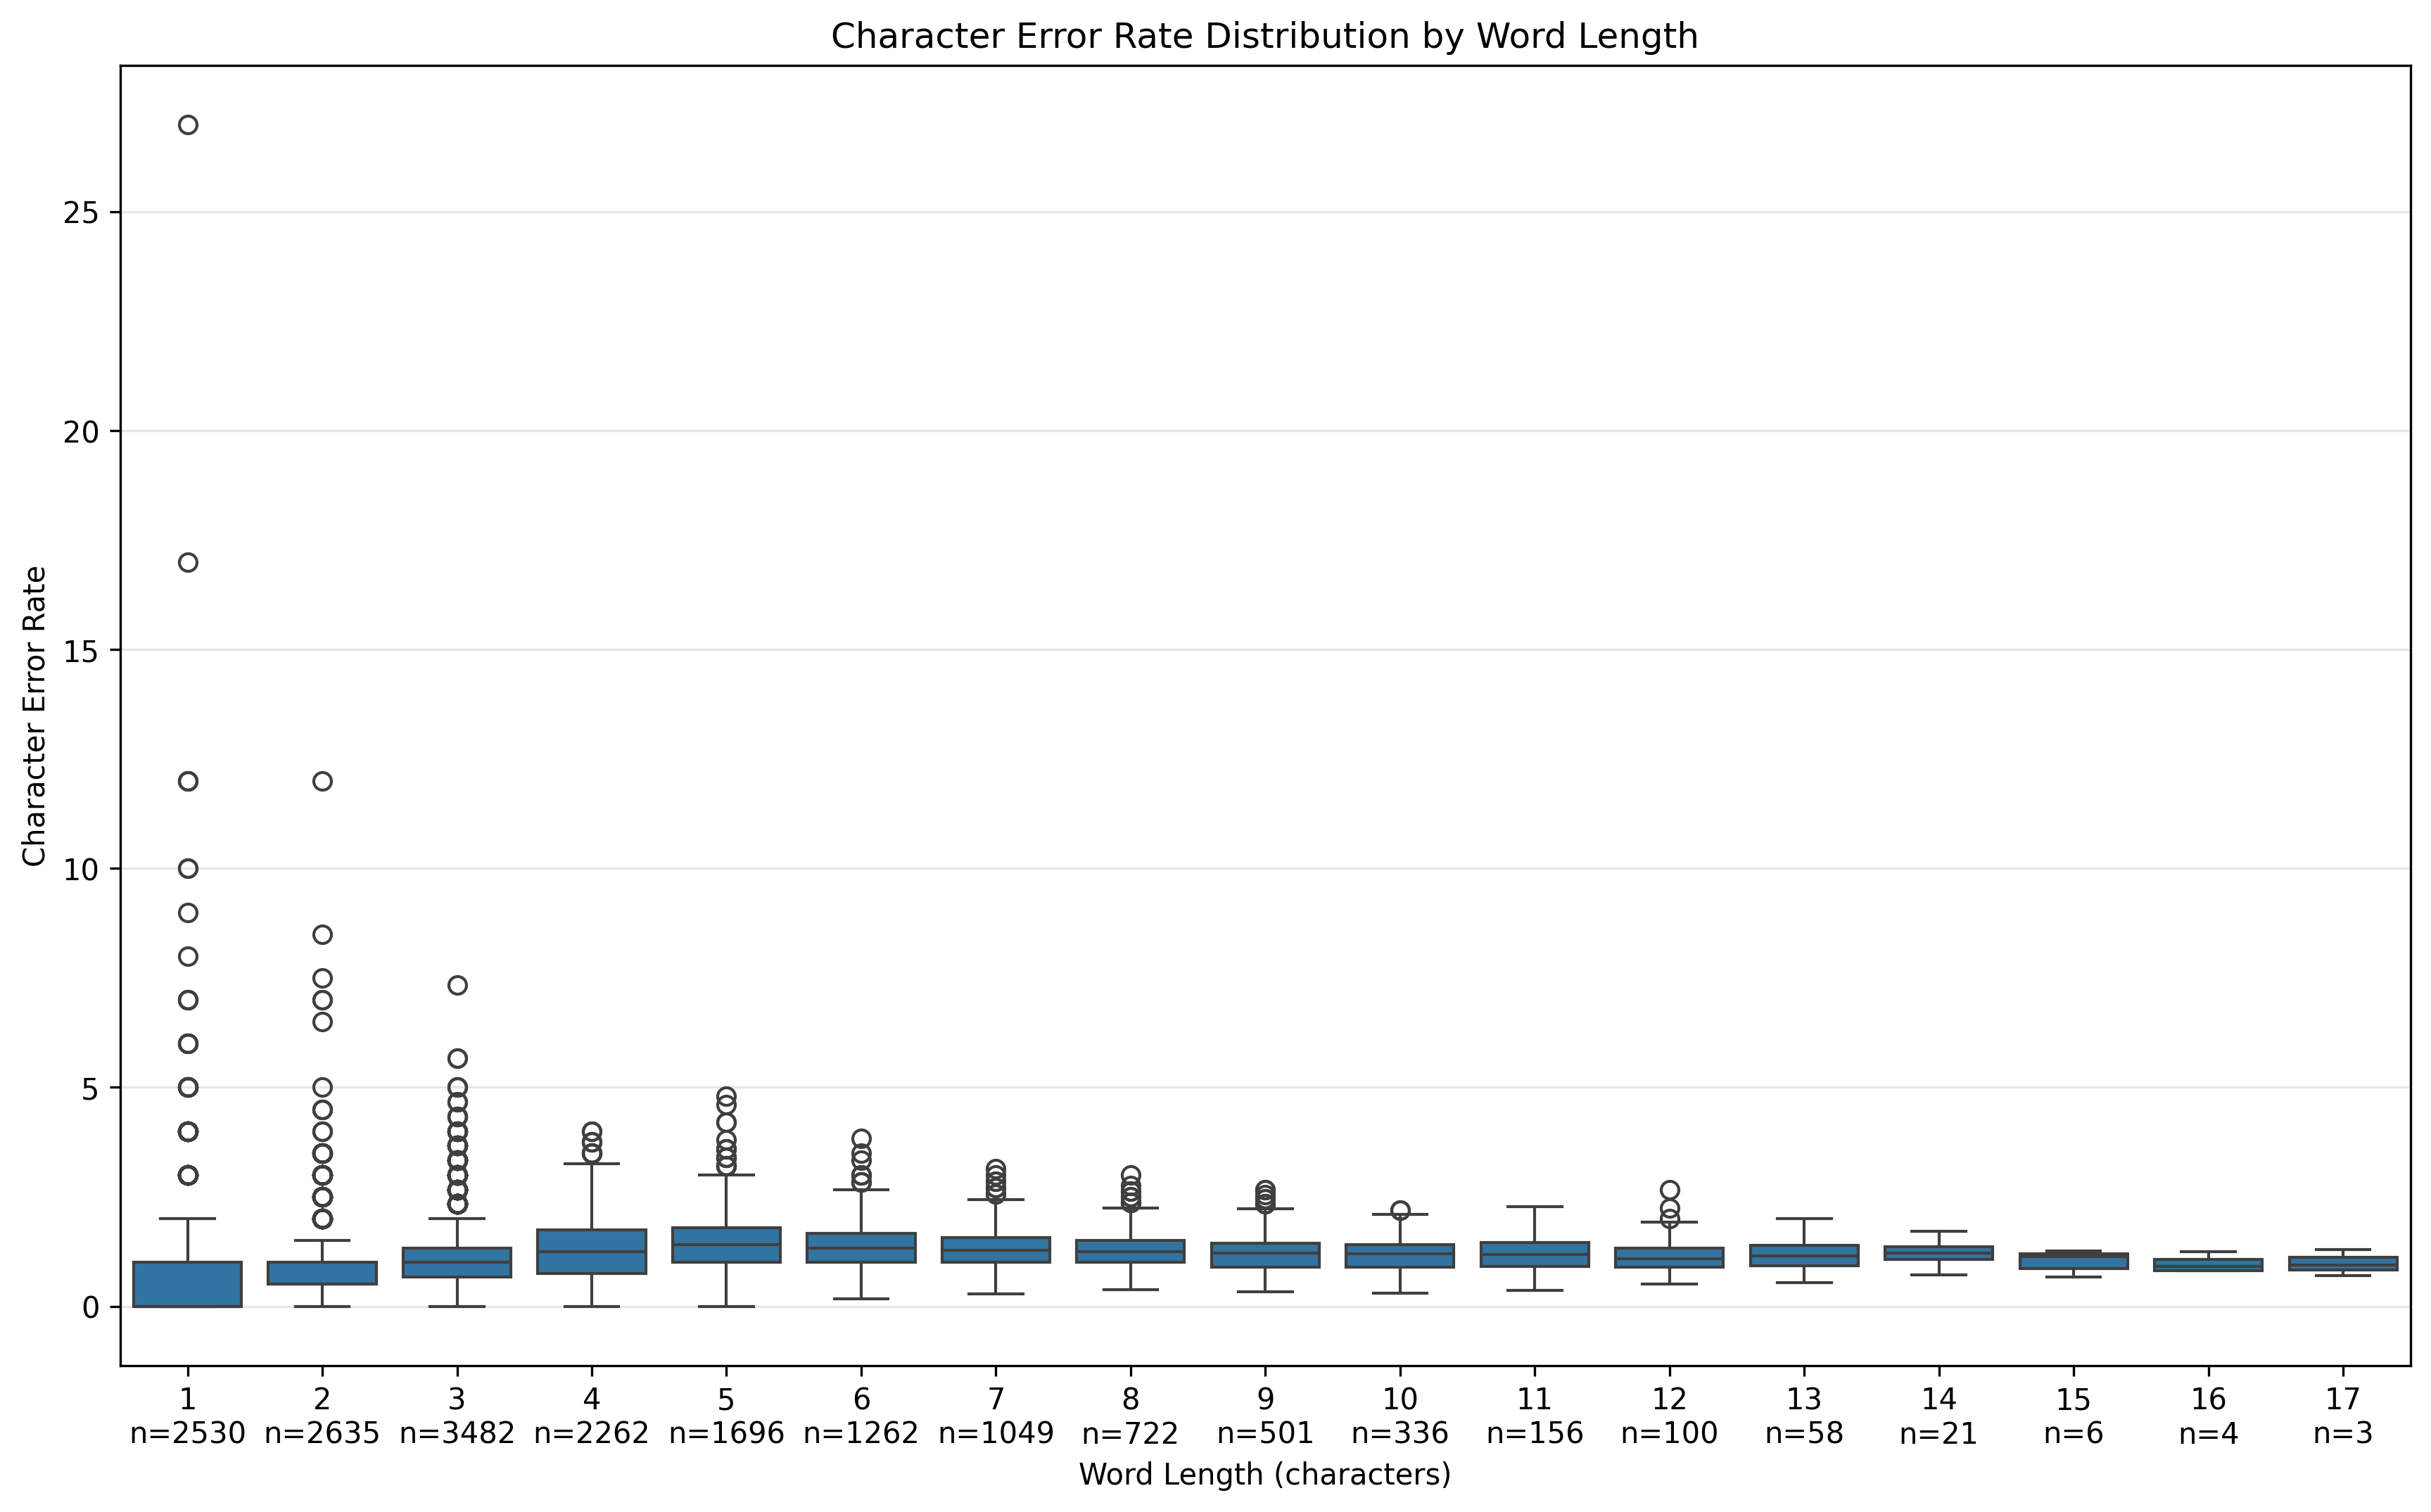 Character Error Rate Distribution by Word Length
Character Error Rate
25
20
15
10
5
0
1 2 3 4 5 6 7 8 9 10 11 12 13 14 15 16 17
n=2530 n=2635 n=3482 n=2262 n=1696 n=1262 n=1049 n=722 n=501 n=336 n=156 n=100 n=58 n=21 n=6 n=4 n=3
Word Length (characters)